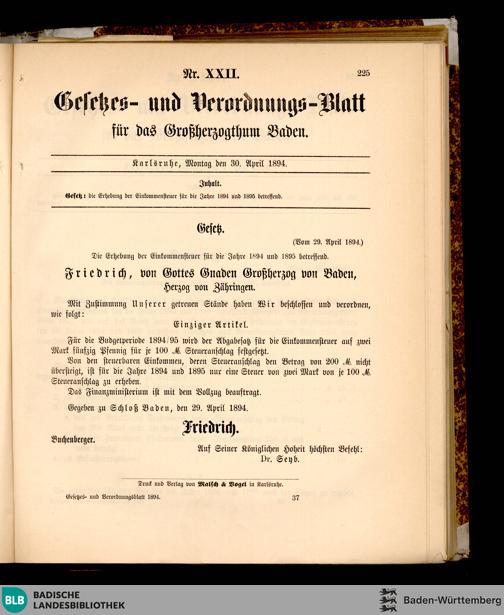 Nr. XXII.
225
Gesetzes- und Verordnungs-Blatt
für das Großherzogthum Baden.
Karlsruhe, Montag den 30. April 1894.
Inhalt.
Gesetz: die Erhebung der Einkommensteuer für die Jahre 1894 und 1895 betreffend.
Gesetz.
(Vom 29. April 1894.)
Die Erhebung der Einkommensteuer für die Jahre 1894 und 1895 betreffend.
Friedrich, von Gottes Gnaden Großherzog von Baden,
Herzog von Zähringen.
Mit Zustimmung Unserer getreuen Stände haben Wir beschlossen und verordnen,
wie folgt:
Einziger Artikel.
Für die Budgetperiode 1894/95 wird der Abgabesatz für die Einkommensteuer auf zwei
Mark fünfzig Pfennig für je 100 M. Steueranschlag festgesetzt.
Von den steuerbaren Einkommen, deren Steueranschlag den Betrag von 200 M. nicht
übersteigt, ist für die Jahre 1894 und 1895 nur eine Steuer von zwei Mark von je 100 M.
Steueranschlag zu erheben.
Das Finanzministerium ist mit dem Vollzug beauftragt.
Gegeben zu Schloß Baden, den 29. April 1894.
Friedrich.
Buchenberger.
Auf Seiner Königlichen Hoheit höchsten Befehl:
Dr. Seyb.
Druck und Verlag von Malsch & Vogel in Karlsruhe.
Gesetzes- und Verordnungsblatt 1894.
37
BLB
BADISCHE
LANDESBIBLIOTHEK
Baden-Württemberg